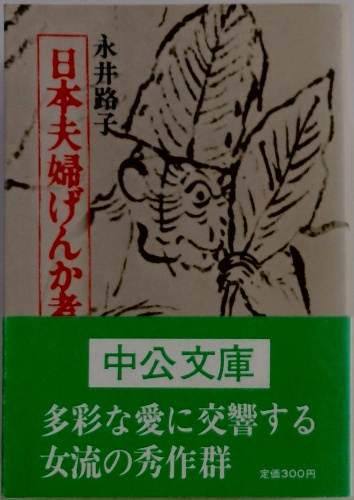 永井路子
日本夫婦げんか考
中公文庫
多彩な愛に交響する
女流の秀作群
定価300円